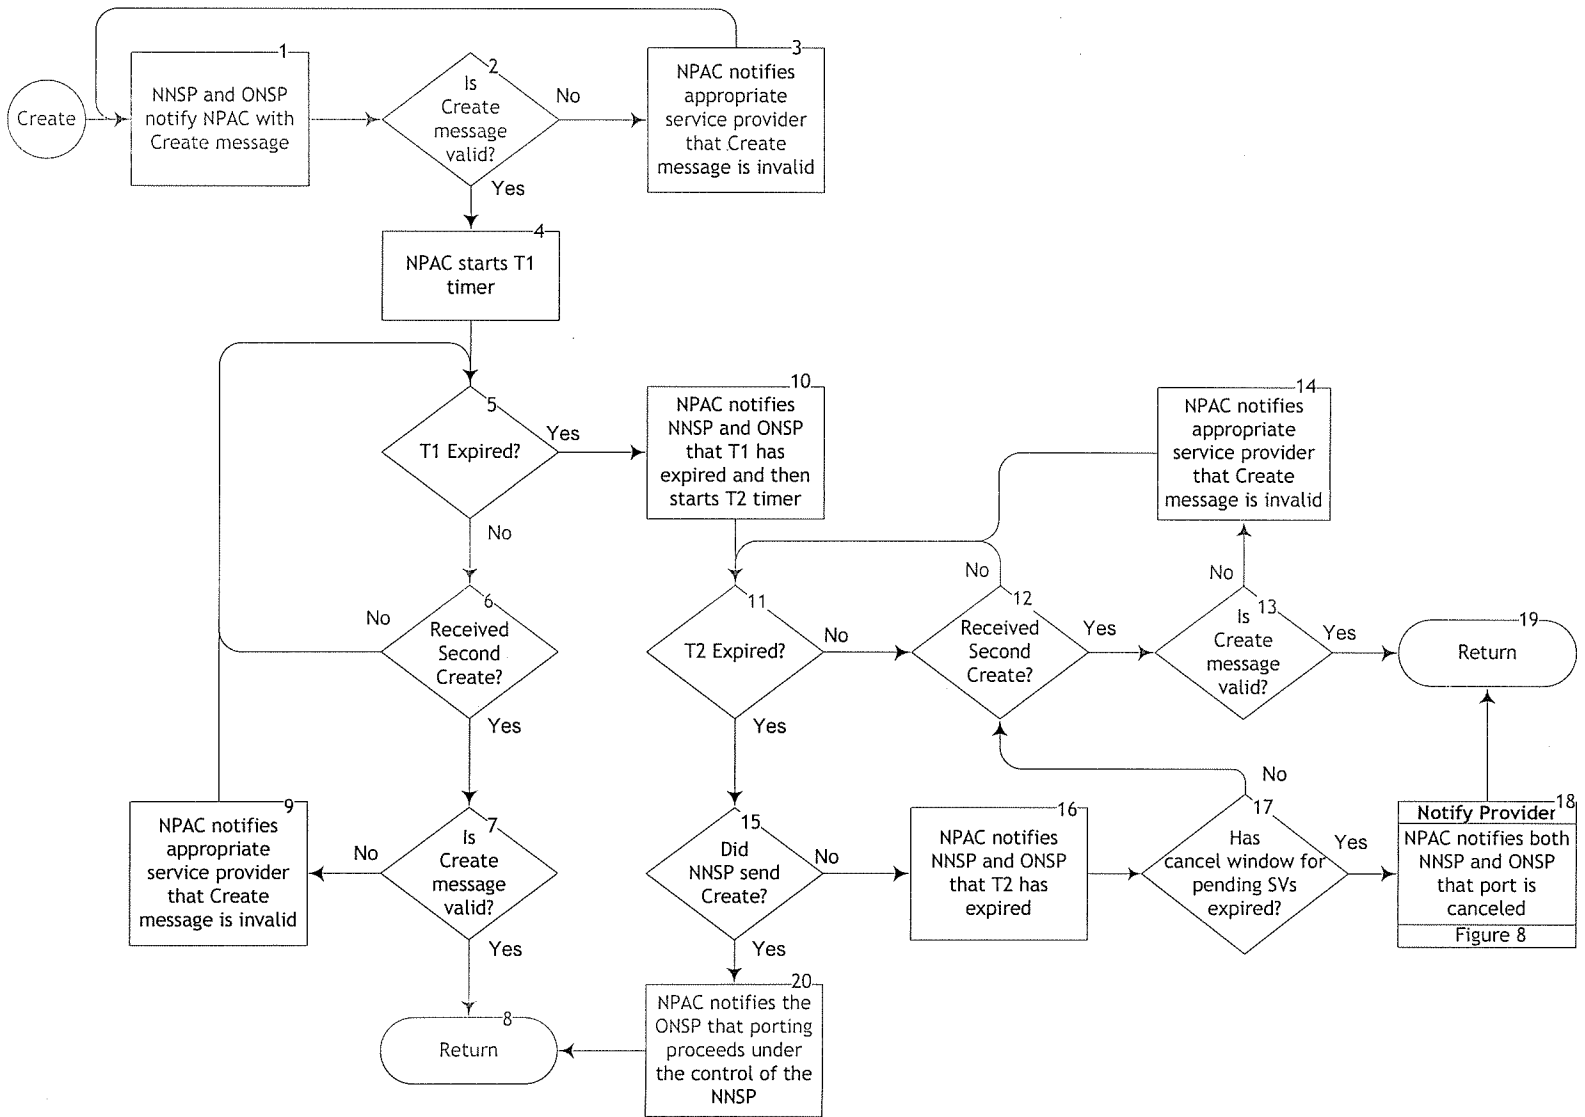 Create
1
NNSP and ONSP
notify NPAC with
Create message
2
Is
Create
message
valid?
No
Yes
3
NPAC notifies
appropriate
service provider
that Create
message is invalid
4
NPAC starts T1
timer
5
T1 Expired?
Yes
No
6
Received
Second
Create?
No
Yes
7
Is
Create
message
valid?
No
Yes
9
NPAC notifies
appropriate
service provider
that Create
message is invalid
8
Return
10
NPAC notifies
NNSP and ONSP
that T1 has
expired and then
starts T2 timer
11
T2 Expired?
No
Yes
12
Received
Second
Create?
No
Yes
13
Is
Create
message
valid?
No
Yes
14
NPAC notifies
appropriate
service provider
that Create
message is invalid
15
Did
NNSP send
Create?
No
Yes
16
NPAC notifies
NNSP and ONSP
that T2 has
expired
17
Has
cancel window for
pending SVs
expired?
No
Yes
18
Notify Provider
NPAC notifies both
NNSP and ONSP
that port is
canceled
Figure 8
19
Return
20
NPAC notifies the
ONSP that porting
proceeds under
the control of the
NNSP